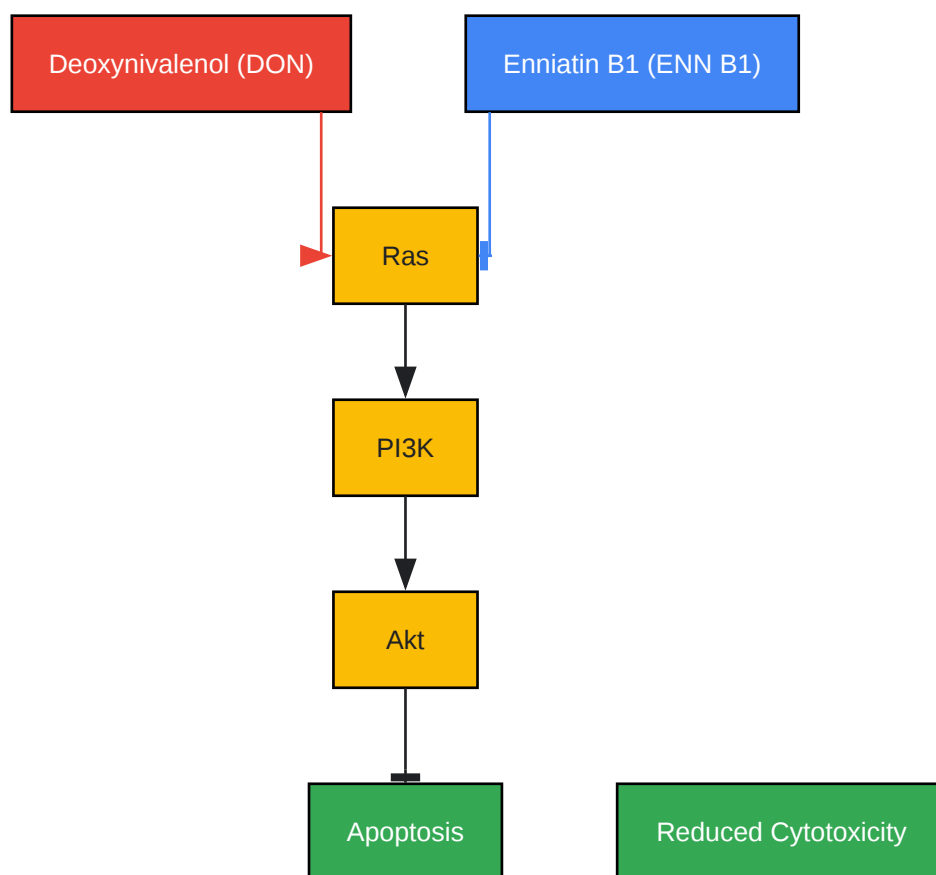 Deoxynivalenol (DON)
Enniatin B1 (ENN B1)
Ras
PI3K
Akt
Apoptosis
Reduced Cytotoxicity